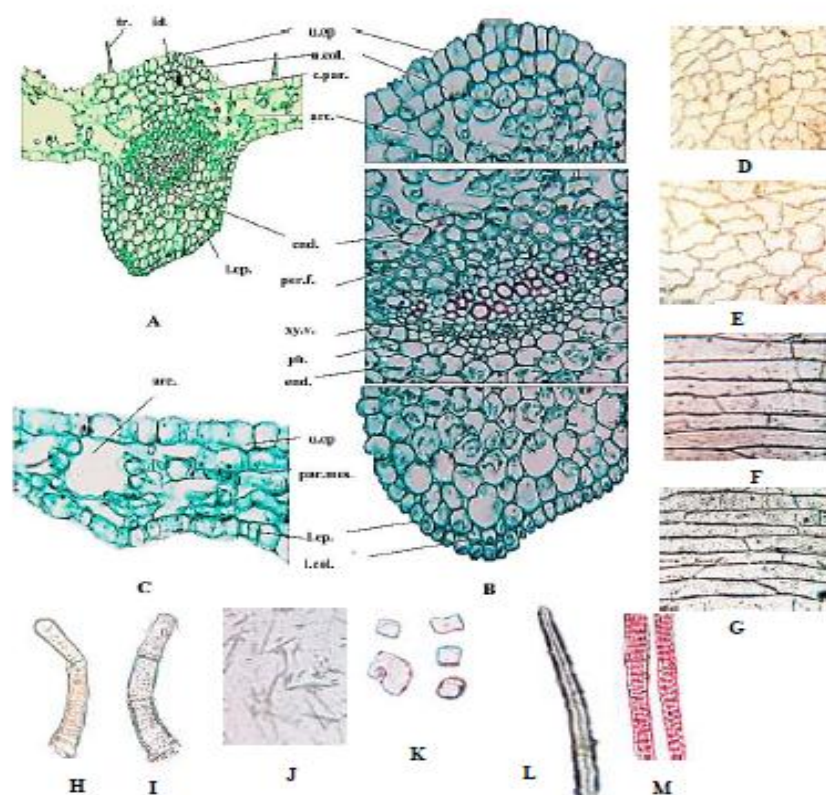 tr. id.
u.ep
u.col.
c.par.
arc.
end.
per.f.
xy.v.
ph.
end.
l.ep.
A
arc.
u.ep
par.mes.
l.ep.
l.col.
C
B
D
E
F
G
H
I
J
K
L
M